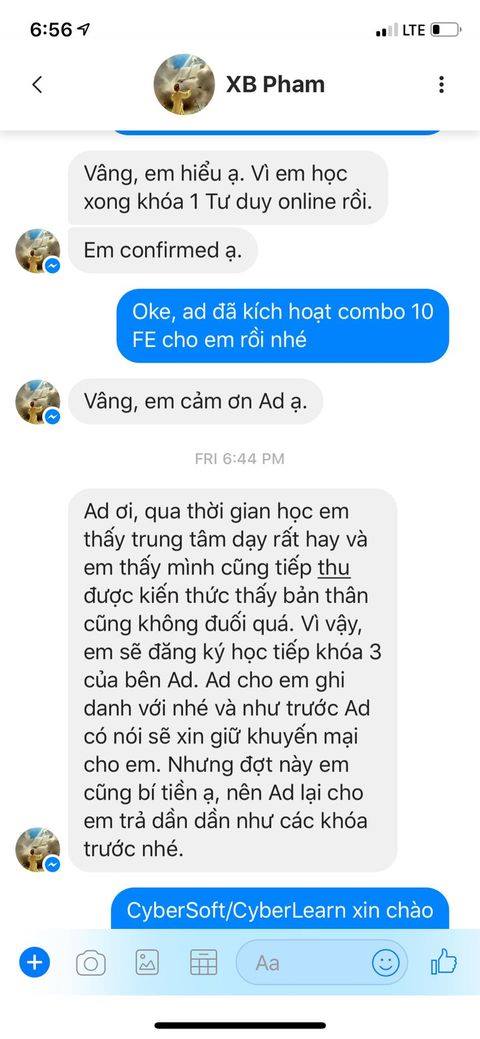 6:56
LTE
XB Pham
Vâng, em hiểu ạ. Vì em học
xong khóa 1 Tư duy online rồi.
Em confirmed ạ.
Oke, ad đã kích hoạt combo 10
FE cho em rồi nhé
Vâng, em cảm ơn Ad ạ.
FRI 6:44 PM
Ad ơi, qua thời gian học em
thấy trung tâm dạy rất hay và
em thấy mình cũng tiếp thu
được kiến thức thấy bản thân
cũng không đuối quá. Vì vậy,
em sẽ đăng ký học tiếp khóa 3
của bên Ad. Ad cho em ghi
danh với nhé và như trước Ad
có nói sẽ xin giữ khuyến mại
cho em. Nhưng đợt này em
cũng bí tiền ạ, nên Ad lại cho
em trả dần dần như các khóa
trước nhé.
CyberSoft/CyberLearn xin chào
Aa